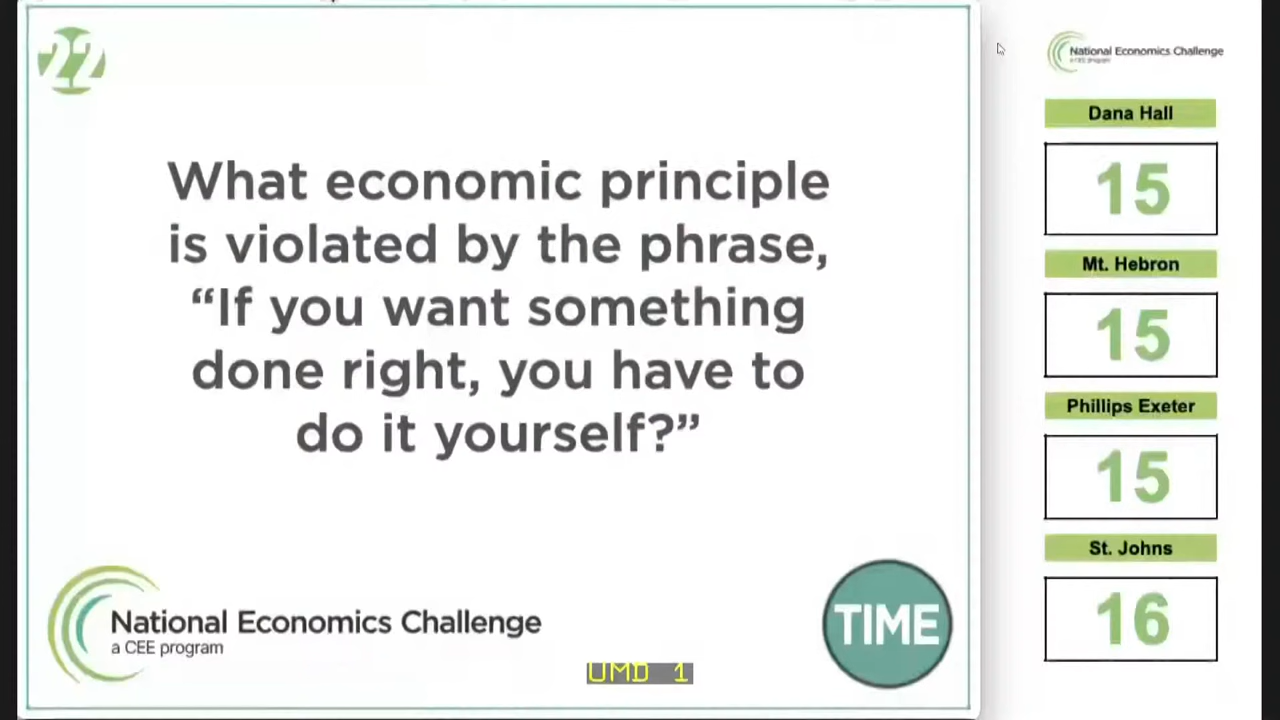 22
What economic principle
is violated by the phrase,
“If you want something
done right, you have to
do it yourself?”
National Economics Challenge
a CEE program
TIME
UMD 1
National Economics Challenge
a CEE program
Dana Hall
15
Mt. Hebron
15
Phillips Exeter
15
St. Johns
16